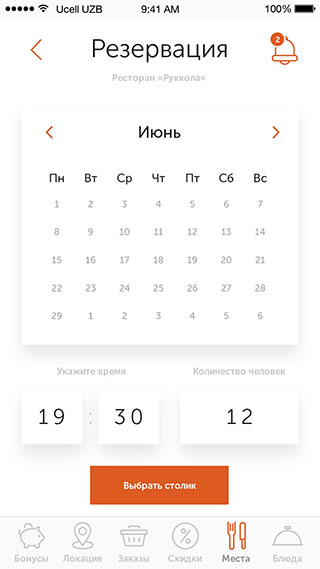 Ucell UZB 9:41 AM 100%
Резервация 2
Ресторан «Руккола»
Июнь
Пн Вт Ср Чт Пт Сб Вс
1 2 3 4 5 6 7
8 9 10 11 12 13 14
15 16 17 18 19 20 21
22 22 23 25 26 27 28
29 1 2 3 4 5 6
Укажите время Количество человек
19 : 30 12
Выбрать столик
Бонусы Локация Заказы Скидки Места Блюда